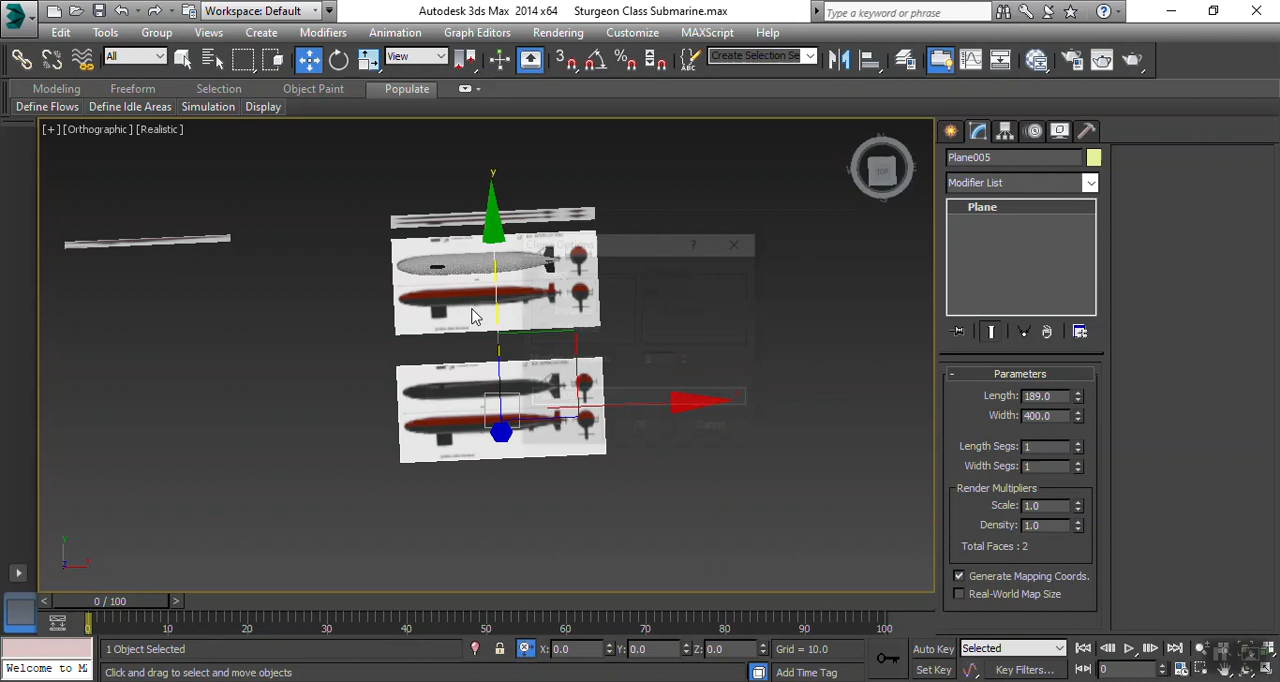 Workspace: Default
Autodesk 3ds Max 2014 x64
Sturgeon Class Submarine.max
Type a keyword or phrase
Edit Tools Group Views Create Modifiers Animation Graph Editors Rendering Customize MAXScript Help
All
View
3
Create Selection Se
Modeling Freeform Selection Object Paint Populate
Define Flows Define Idle Areas Simulation Display
[+] [Orthographic ] [Realistic ]
TOP
y
Plane005
Modifier List
Plane
Parameters
Length: 189.0
Width: 400.0
Length Segs: 1
Width Segs: 1
Render Multipliers
Scale: 1.0
Density: 1.0
Total Faces : 2
Generate Mapping Coords.
Real-World Map Size
0 / 100
0 10 20 30 40 50 60 70 80 90 100
1 Object Selected
X: 0.0 Y: 0.0 Z: 0.0
Grid = 10.0
Auto Key Selected
Welcome to M
Click and drag to select and move objects
Add Time Tag
Set Key Key Filters...
0